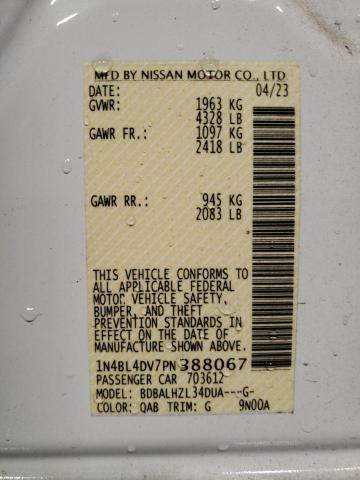 MFD BY NISSAN MOTOR CO., LTD
DATE: 04/23
GVWR: 1963 KG
4328 LB
GAWR FR.: 1097 KG
2418 LB
GAWR RR.: 945 KG
2083 LB
THIS VEHICLE CONFORMS TO
ALL APPLICABLE FEDERAL
MOTOR VEHICLE SAFETY,
BUMPER, AND THEFT
PREVENTION STANDARDS IN
EFFECT ON THE DATE OF
MANUFACTURE SHOWN ABOVE.
1N4BL4DV7PN388067
PASSENGER CAR 703612
MODEL: BDBALHZL34DUA---G-
COLOR: QAB TRIM: G 9N00A